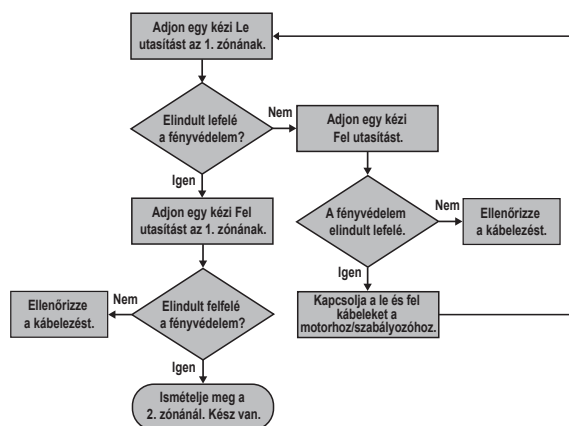 Adjon egy kézi Le
utasítást az 1. zónának.
Elindult lefelé
a fényvédelem?
Nem
Adjon egy kézi
Fel utasítást.
Igen
Adjon egy kézi Fel
utasítást az 1. zónának.
A fényvédelem
elindult lefelé.
Nem
Ellenőrizze
a kábelezést.
Igen
Kapcsolja a le és fel
kábeleket a
motorhoz/szabályozóhoz.
Elindult felfelé
a fényvédelem?
Nem
Ellenőrizze
a kábelezést.
Igen
Ismételje meg a
2. zónánál. Kész van.